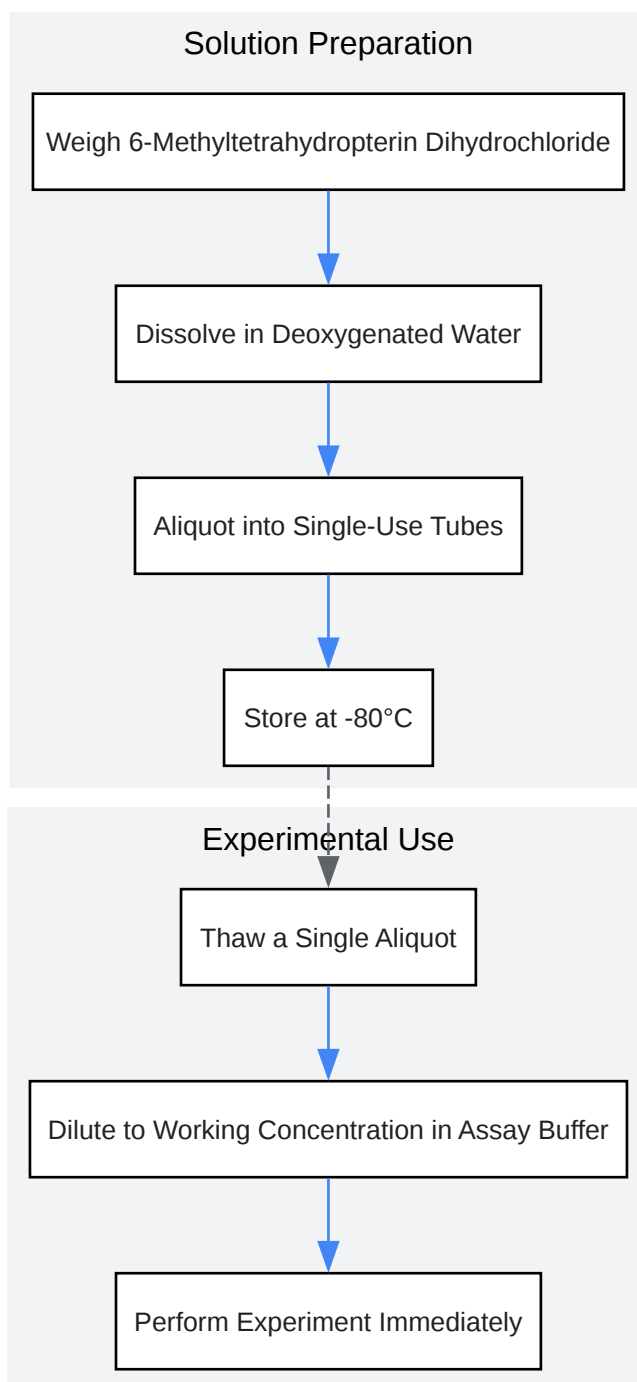 Solution Preparation
Weigh 6-Methyltetrahydropterin Dihydrochloride
Dissolve in Deoxygenated Water
Aliquot into Single-Use Tubes
Store at -80°C
Experimental Use
Thaw a Single Aliquot
Dilute to Working Concentration in Assay Buffer
Perform Experiment Immediately